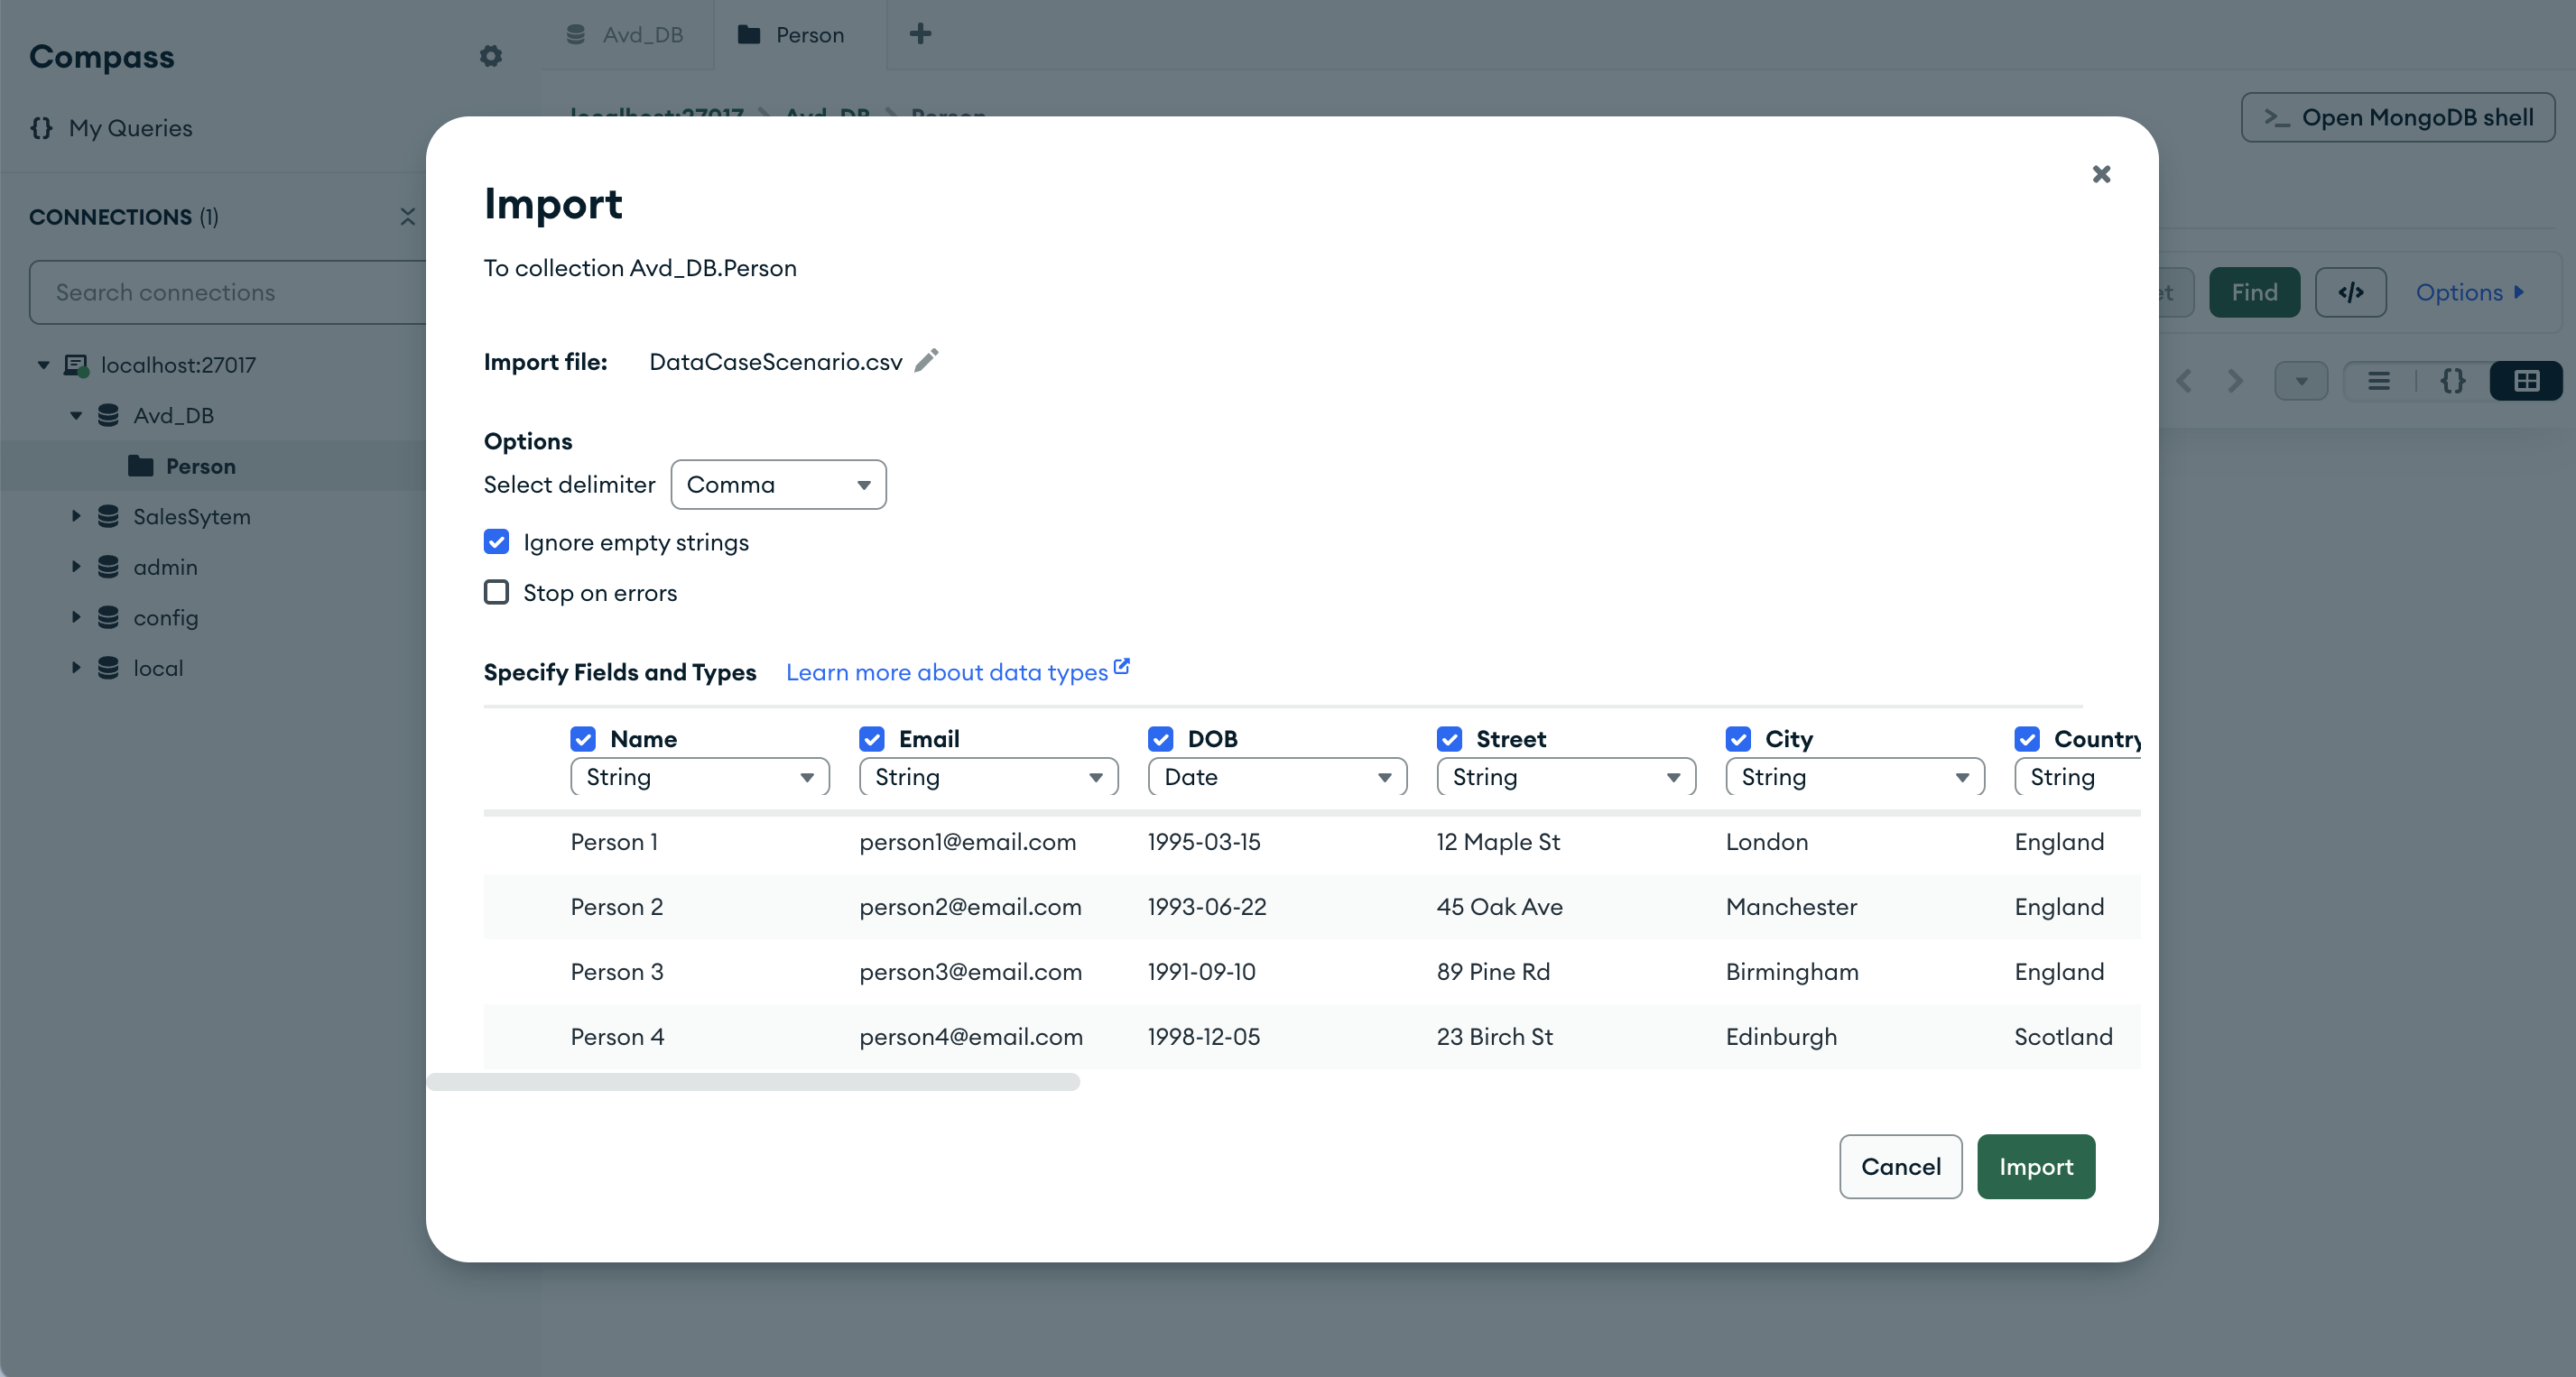 Compass
Avd_DB
Person
My Queries
localhost:27017 > Avd_DB > Person
>_ Open MongoDB shell
CONNECTIONS (1)
Search connections
localhost:27017
Avd_DB
Person
SalesSytem
admin
config
local
Find
</>
Options
Import
To collection Avd_DB.Person
Import file: DataCaseScenario.csv
Options
Select delimiter Comma
Ignore empty strings
Stop on errors
Specify Fields and Types Learn more about data types
Name Email DOB Street City Country
String String Date String String String
Person 1 person1@email.com 1995-03-15 12 Maple St London England
Person 2 person2@email.com 1993-06-22 45 Oak Ave Manchester England
Person 3 person3@email.com 1991-09-10 89 Pine Rd Birmingham England
Person 4 person4@email.com 1998-12-05 23 Birch St Edinburgh Scotland
Cancel Import